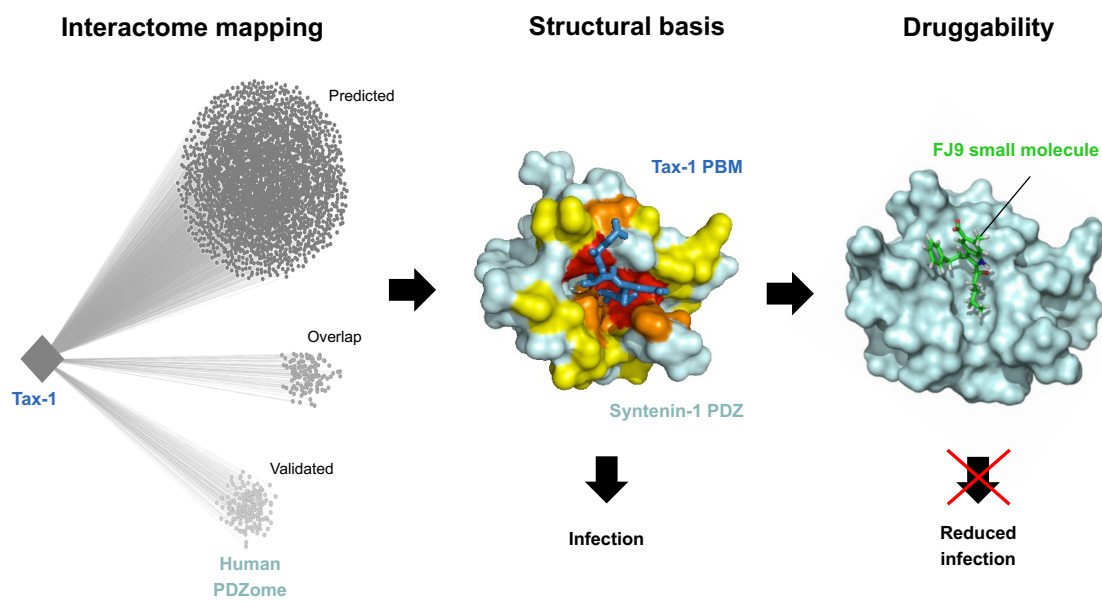 Interactome mapping
Predicted
Overlap
Tax-1
Validated
Human
PDZome
Structural basis
Tax-1 PBM
Syntenin-1 PDZ
Infection
Druggability
FJ9 small molecule
Reduced
infection